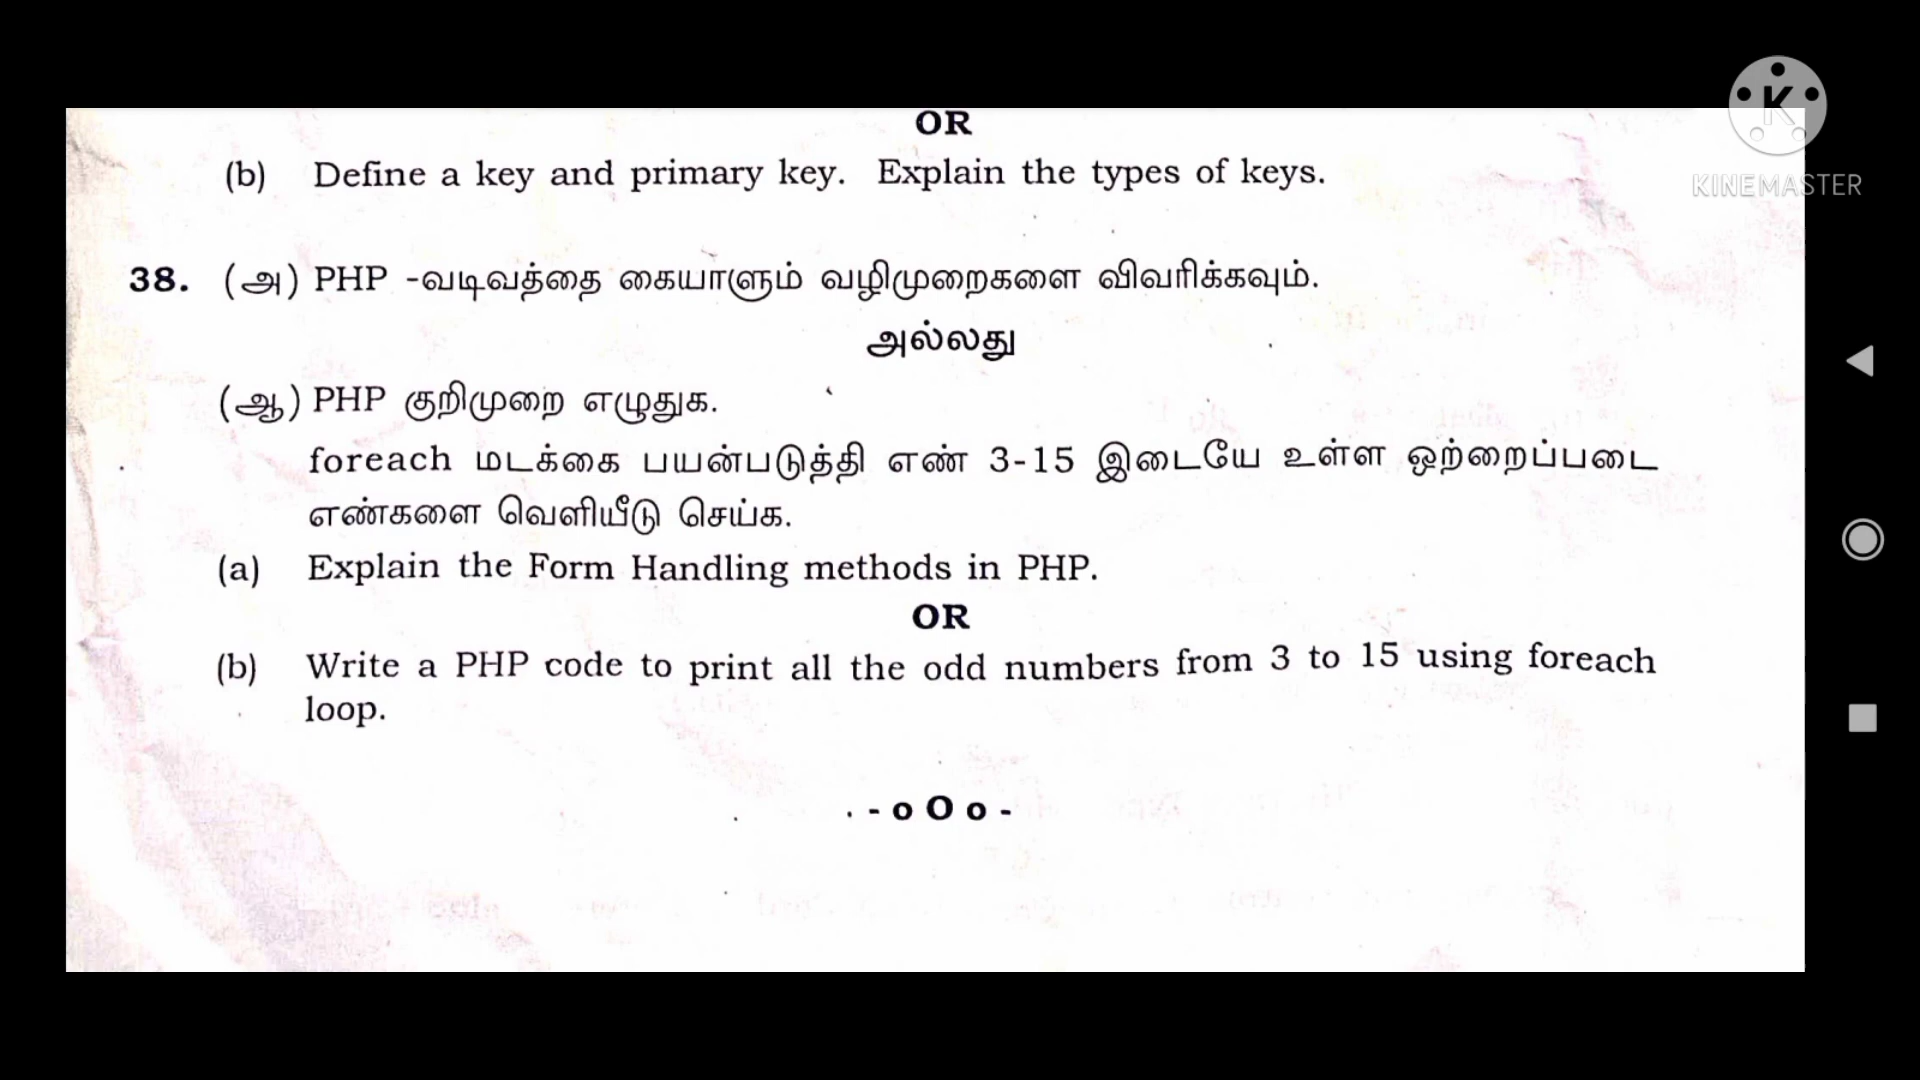 OR
(b) Define a key and primary key. Explain the types of keys.
K
KINEMASTER
38. (அ) PHP -வடிவத்தை கையாளும் வழிமுறைகளை விவரிக்கவும்.
அல்லது
(ஆ) PHP குறிமுறை எழுதுக.
foreach மடக்கை பயன்படுத்தி எண் 3-15 இடையே உள்ள ஒற்றைப்படை
எண்களை வெளியீடு செய்க.
(a) Explain the Form Handling methods in PHP.
OR
(b) Write a PHP code to print all the odd numbers from 3 to 15 using foreach
loop.
- o O o -